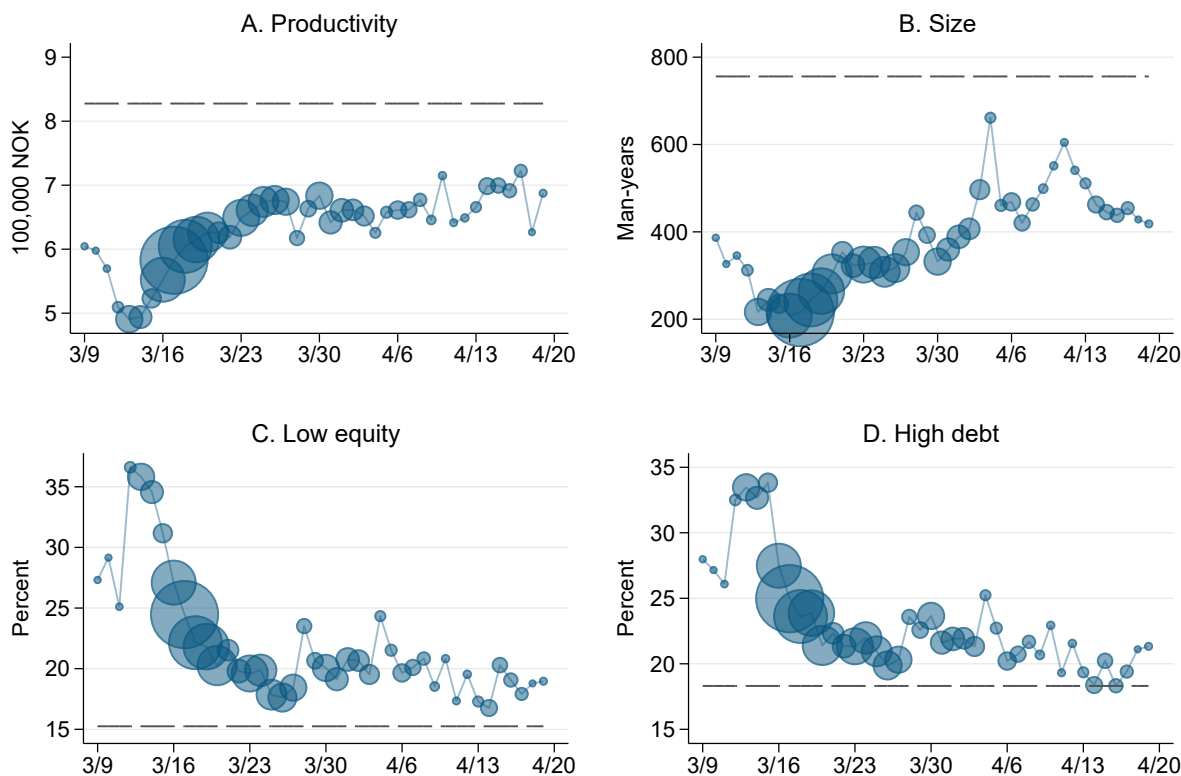 A. Productivity
100,000 NOK
9
8
7
6
5
3/9 3/16 3/23 3/30 4/6 4/13 4/20
B. Size
Man-years
800
600
400
200
3/9 3/16 3/23 3/30 4/6 4/13 4/20
C. Low equity
Percent
35
30
25
20
15
3/9 3/16 3/23 3/30 4/6 4/13 4/20
D. High debt
Percent
35
30
25
20
15
3/9 3/16 3/23 3/30 4/6 4/13 4/20